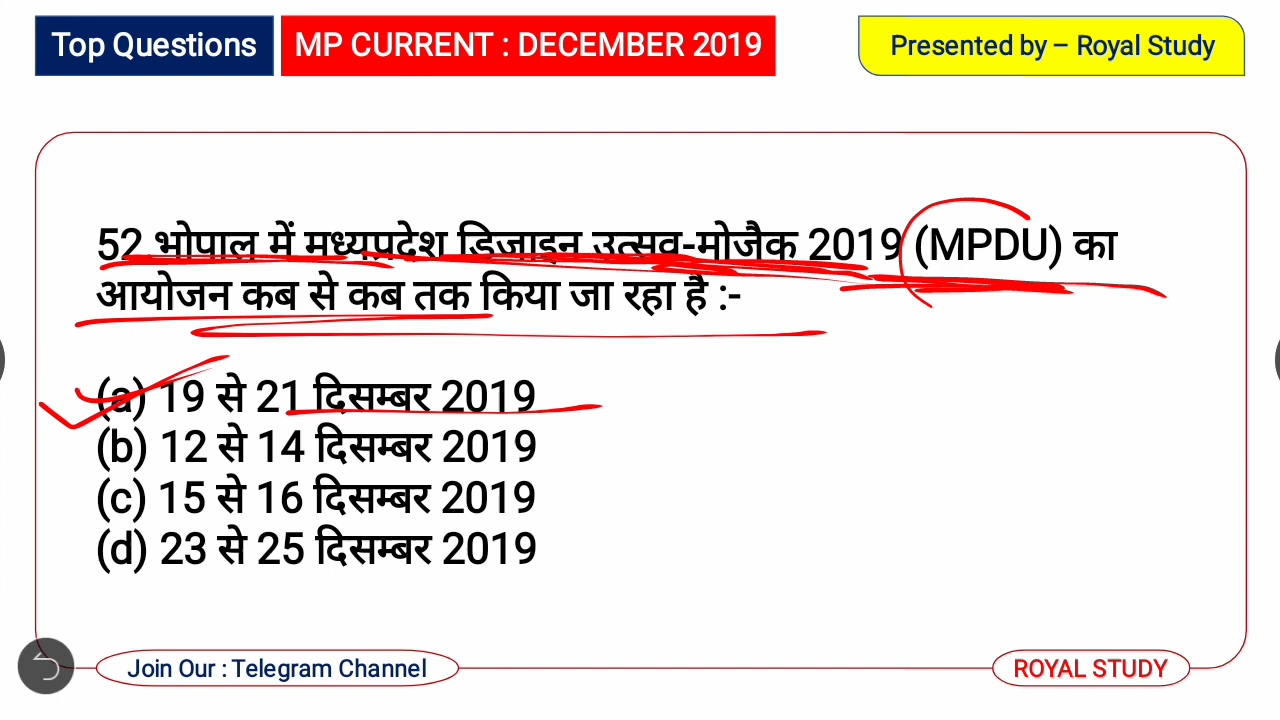 Top Questions
MP CURRENT : DECEMBER 2019
Presented by – Royal Study
52 भोपाल में मध्यप्रदेश डिजाइन उत्सव-मोजैक 2019 (MPDU) का
आयोजन कब से कब तक किया जा रहा है :-
(a) 19 से 21 दिसम्बर 2019
(b) 12 से 14 दिसम्बर 2019
(c) 15 से 16 दिसम्बर 2019
(d) 23 से 25 दिसम्बर 2019
Join Our : Telegram Channel
ROYAL STUDY